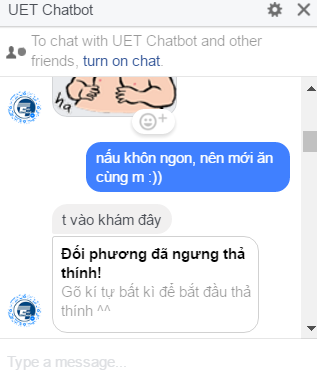 UET Chatbot
To chat with UET Chatbot and other
friends, turn on chat.
ha
nấu khôn ngon, nên mới ăn
cùng m :))
t vào khám đây
Đối phương đã ngưng thả
thính!
Gõ kí tự bất kì để bắt đầu thả
thính ^^
Type a message...